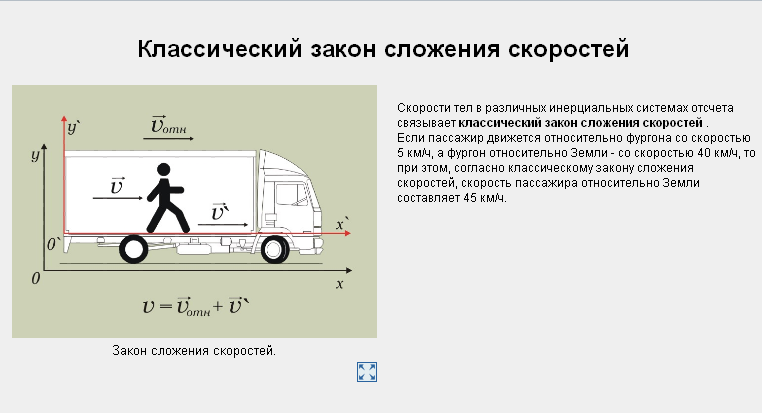 Классический закон сложения скоростей
y`
v⃗отн
y
v⃗
v⃗`
x`
0`
0
x
v = v⃗отн + v⃗`
Закон сложения скоростей.
Скорости тел в различных инерциальных системах отсчета
связывает классический закон сложения скоростей .
Если пассажир движется относительно фургона со скоростью
5 км/ч, а фургон относительно Земли - со скоростью 40 км/ч, то
при этом, согласно классическому закону сложения
скоростей, скорость пассажира относительно Земли
составляет 45 км/ч.